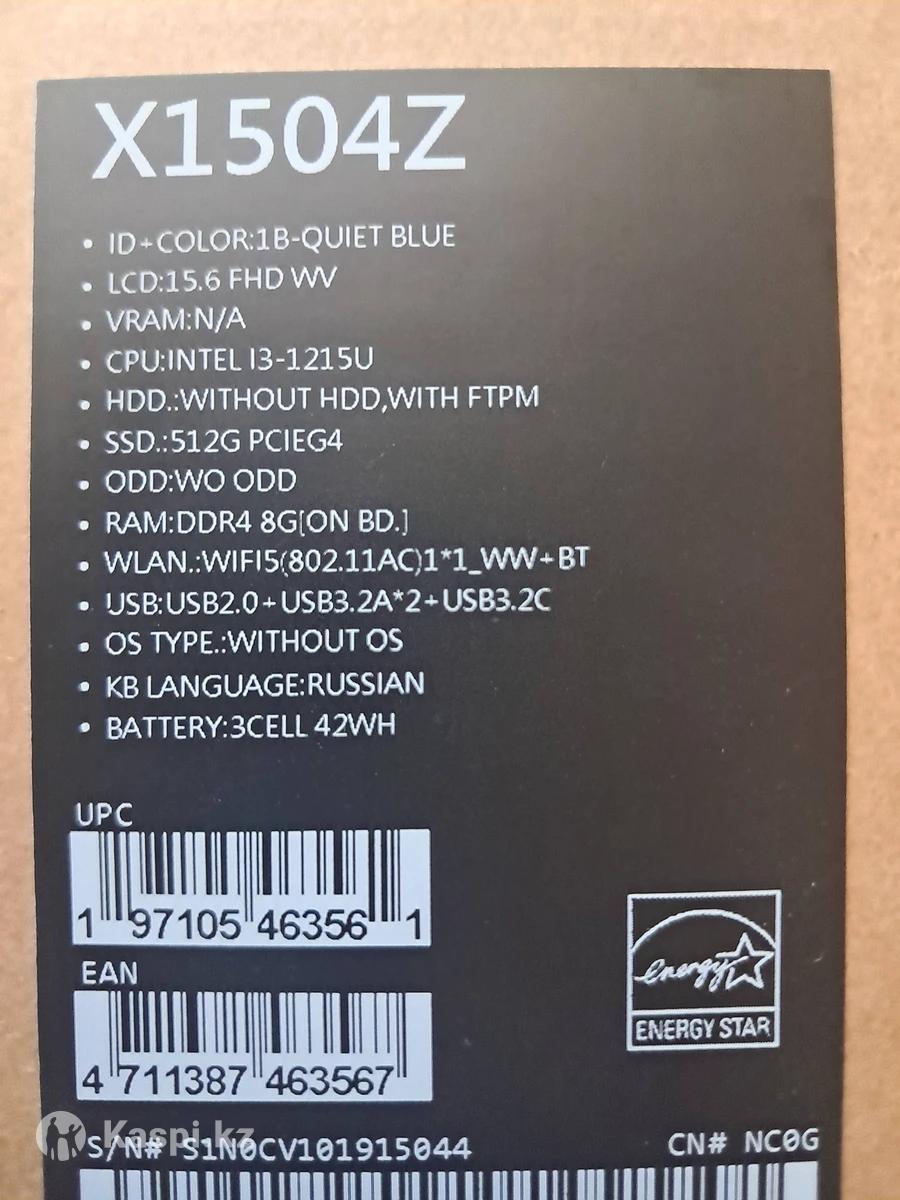 X1504Z
• ID+COLOR:1B-QUIET BLUE
• LCD:15.6 FHD WV
• VRAM:N/A
• CPU:INTEL I3-1215U
• HDD.:WITHOUT HDD,WITH FTPM
• SSD.:512G PCIEG4
• ODD:WO ODD
• RAM:DDR4 8G[ON BD.]
• WLAN.:WIFI5(802.11AC)1*1_WW+BT
• USB:USB2.0+USB3.2A*2+USB3.2C
• OS TYPE.:WITHOUT OS
• KB LANGUAGE:RUSSIAN
• BATTERY:3CELL 42WH
UPC
1 97105 46356 1
EAN
4 711387 463567
energy
ENERGY STAR
Kaspi.kz
S/N# S1N0CV101915044
CN# NC0G